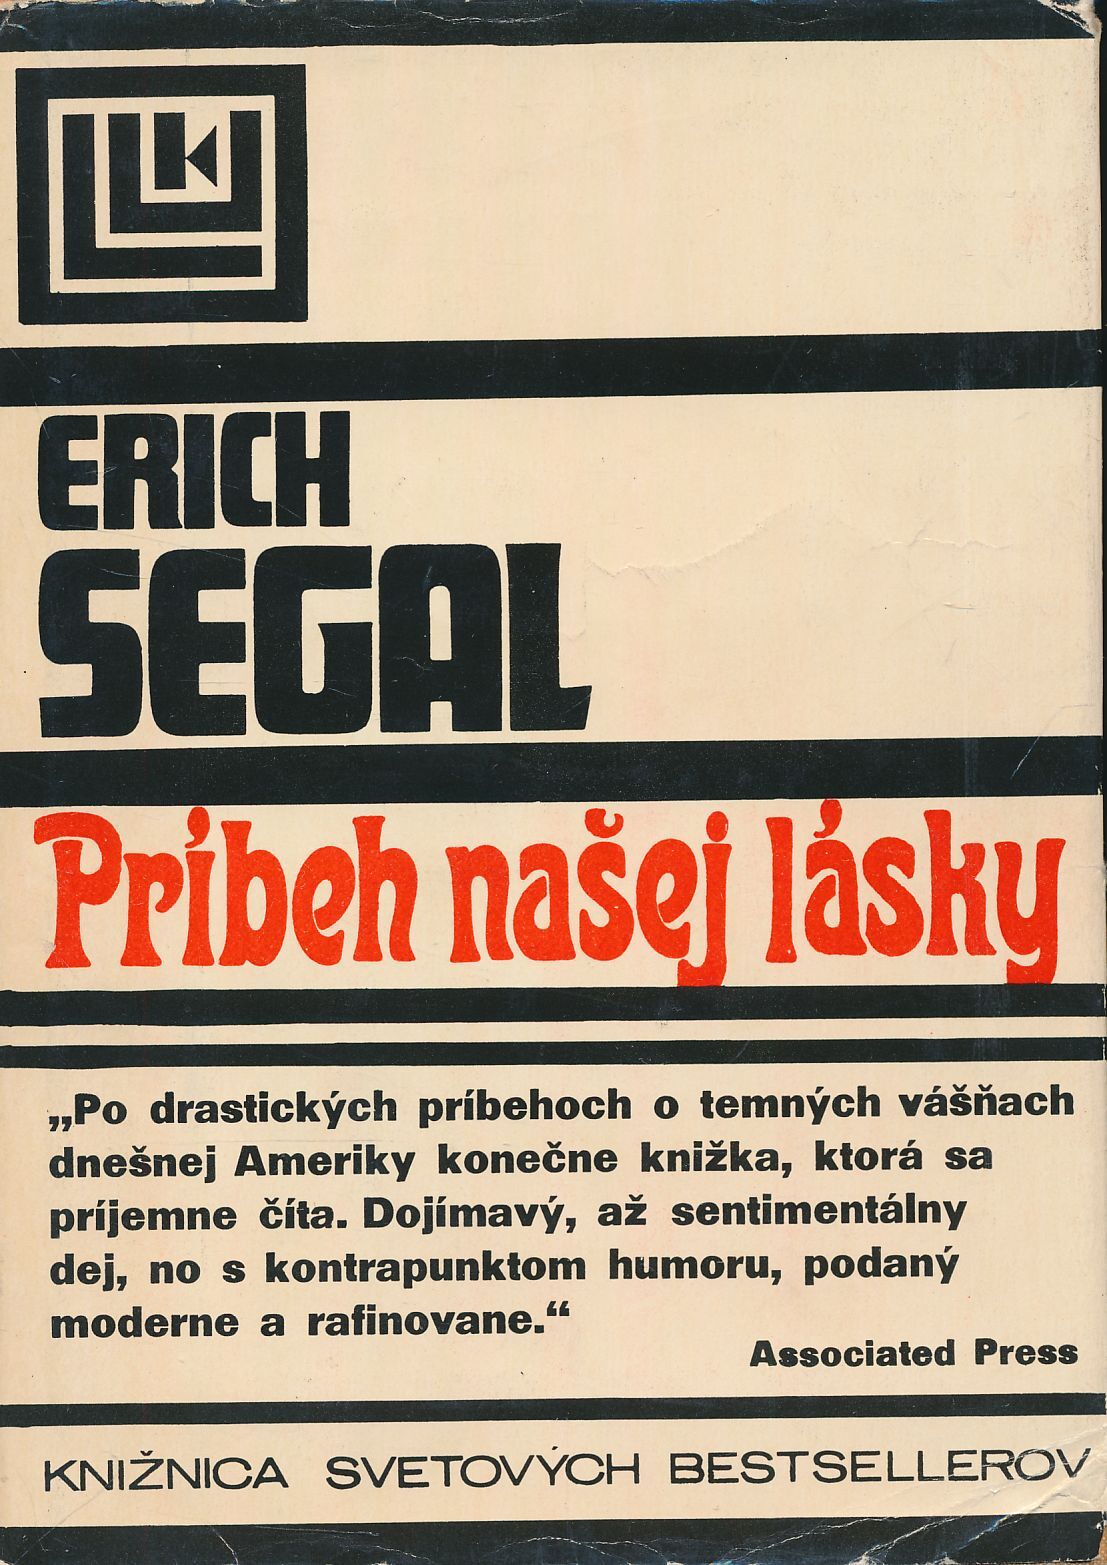 ERICH
SEGAL
Príbeh našej lásky
„Po drastických príbehoch o temných vášňach
dnešnej Ameriky konečne knižka, ktorá sa
príjemne číta. Dojímavý, až sentimentálny
dej, no s kontrapunktom humoru, podaný
moderne a rafinovane.“
Associated Press
KNIŽNICA SVETOVÝCH BESTSELLEROV